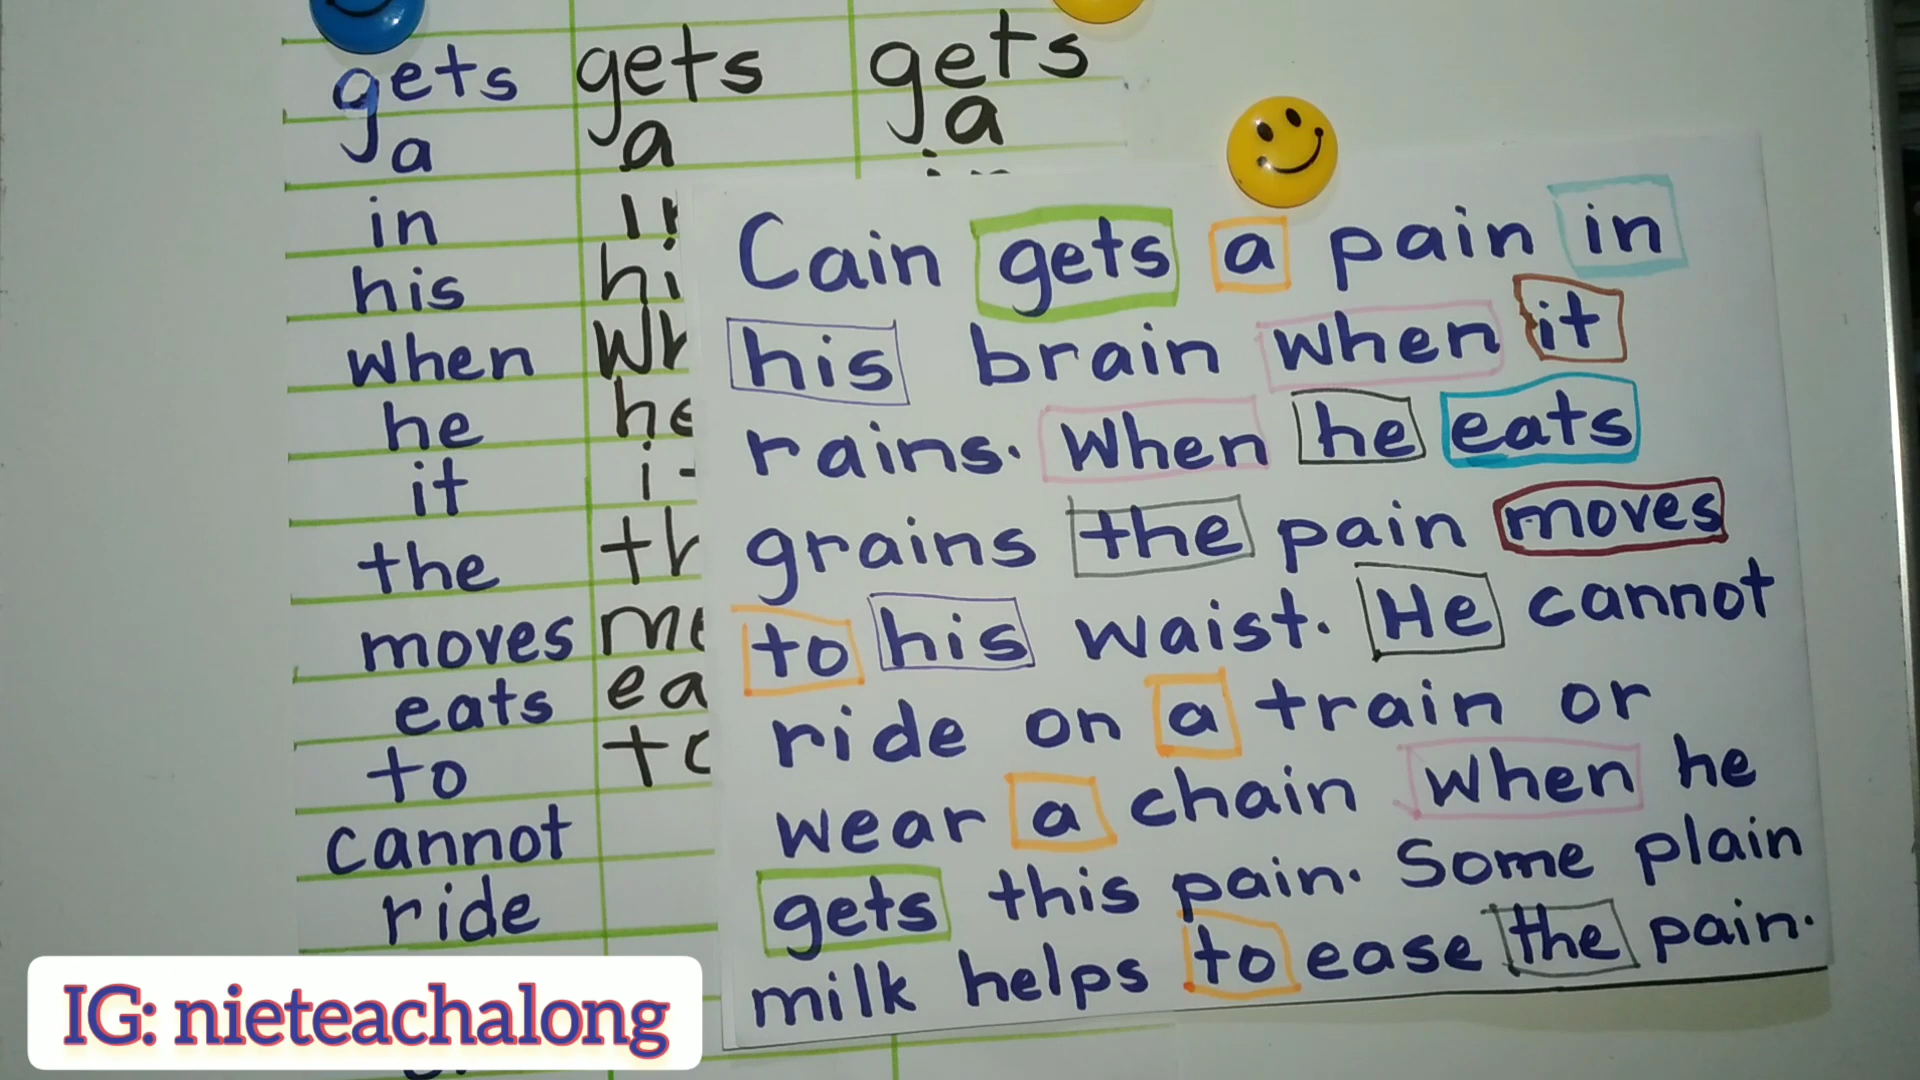 gets gets gets
a a a
in
his
when
he
it
the
moves
eats
to
cannot
ride
Cain gets a pain in
his brain when it
rains. When he eats
grains the pain moves
to his waist. He cannot
ride on a train or
wear a chain when he
gets this pain. Some plain
milk helps to ease the pain.
IG: nieteachalong